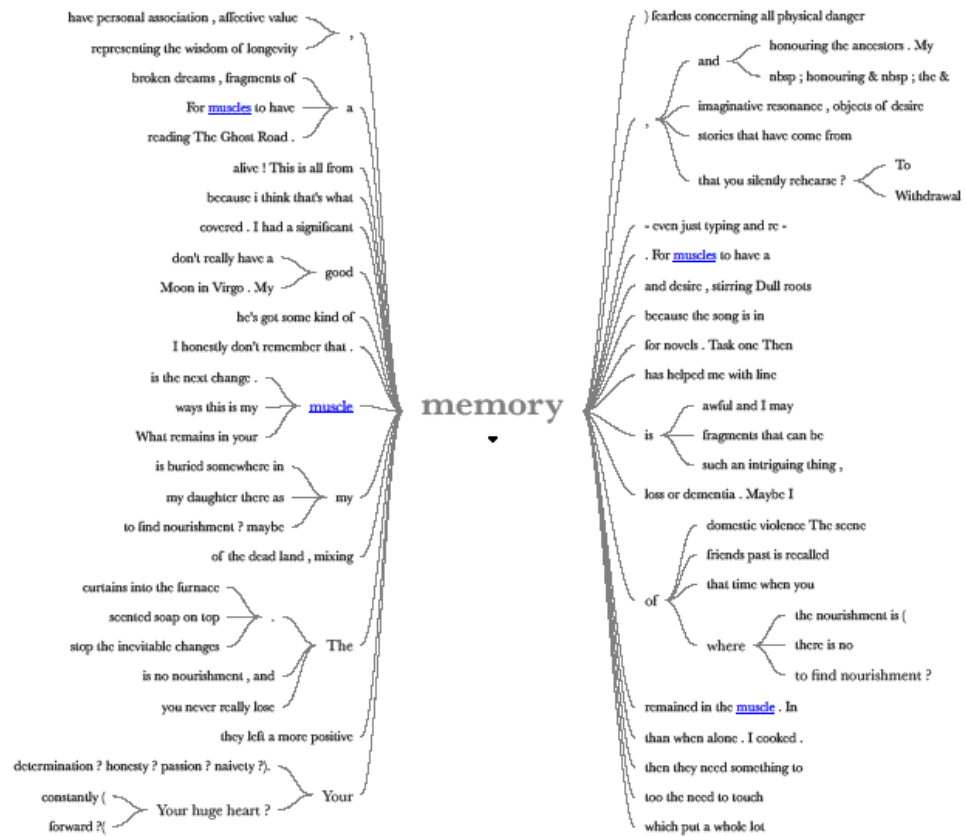 have personal association , affective value
representing the wisdom of longevity
,
broken dreams , fragments of
For muscles to have
reading The Ghost Road .
a
alive ! This is all from
because i think that's what
covered . I had a significant
don't really have a
Moon in Virgo . My
good
he's got some kind of
I honestly don't remember that .
is the next change .
ways this is my
What remains in your
muscle
is buried somewhere in
my daughter there as
to find nourishment ? maybe
my
of the dead land , mixing
curtains into the furnace
scented soap on top
stop the inevitable changes
.
is no nourishment , and
you never really lose
The
they left a more positive
determination ? honesty ? passion ? naivety ?).
constantly (
forward ?(
Your huge heart ?
Your
memory
) fearless concerning all physical danger
,
and
honouring the ancestors . My
nbsp ; honouring & nbsp ; the &
imaginative resonance , objects of desire
stories that have come from
that you silently rehearse ?
To
Withdrawal
- even just typing and re -
. For muscles to have a
and desire , stirring Dull roots
because the song is in
for novels . Task one Then
has helped me with line
is
awful and I may
fragments that can be
such an intriguing thing ,
loss or dementia . Maybe I
of
domestic violence The scene
friends past is recalled
that time when you
where
the nourishment is (
there is no
to find nourishment ?
remained in the muscle . In
than when alone . I cooked .
then they need something to
too the need to touch
which put a whole lot